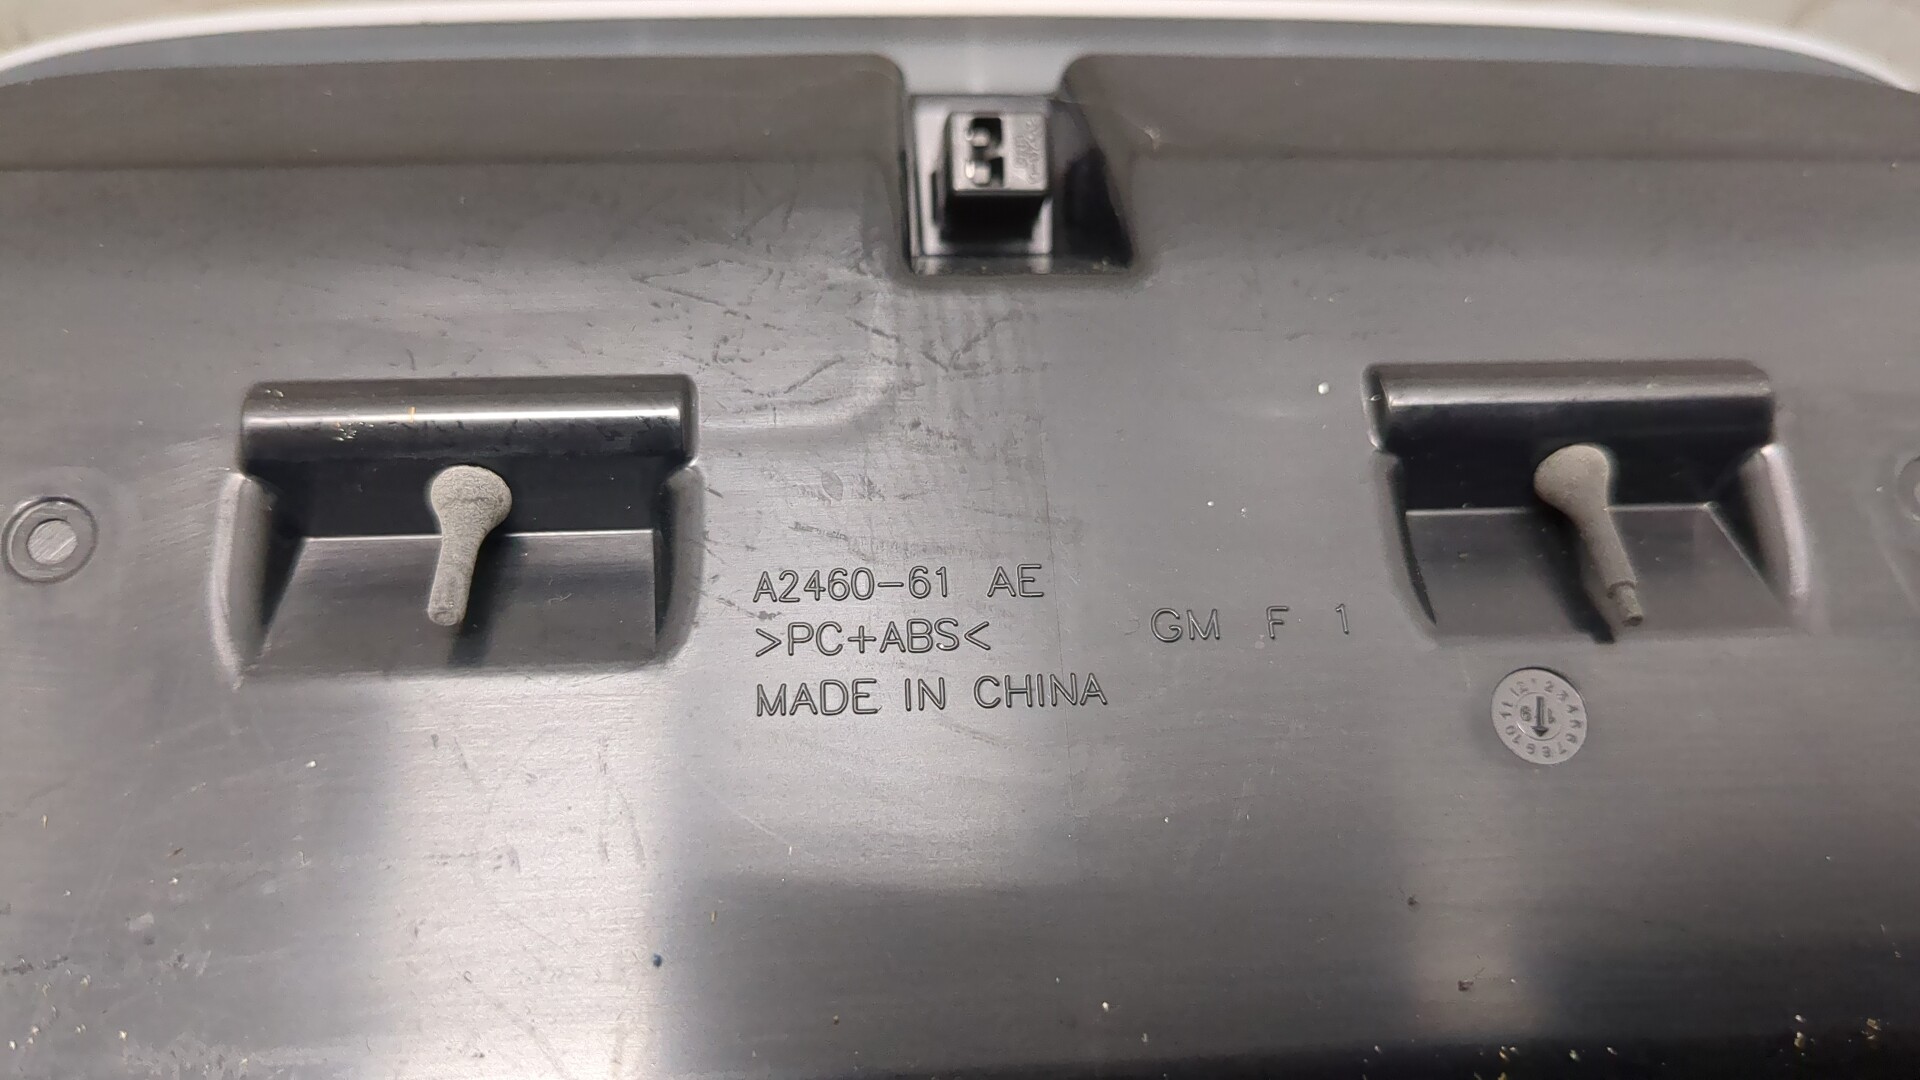 A2460-61 AE
>PC+ABS<
MADE IN CHINA
GM F 1